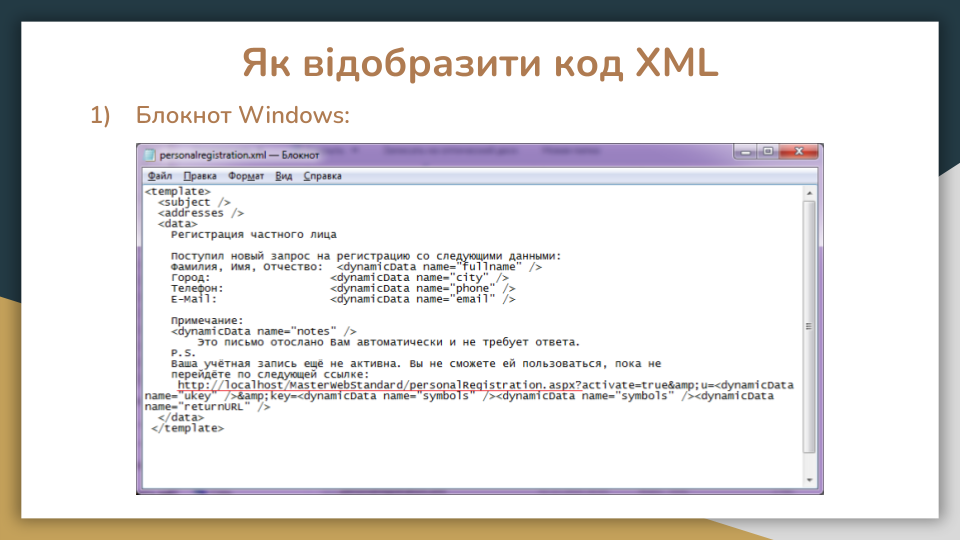 Як відобразити код XML
1) Блокнот Windows:
personalregistration.xml — Блокнот
Файл Правка Формат Вид Справка
<template>
<subject />
<addresses />
<data>
Регистрация частного лица
Поступил новый запрос на регистрацию со следующими данными:
Фамилия, Имя, Отчество: <dynamicData name="fullname" />
Город: <dynamicData name="city" />
Телефон: <dynamicData name="phone" />
E-Mail: <dynamicData name="email" />
Примечание:
<dynamicData name="notes" />
Это письмо отослано Вам автоматически и не требует ответа.
P.S.
Ваша учётная запись ещё не активна. Вы не сможете ей пользоваться, пока не
перейдёте по следующей ссылке:
http://localhost/MasterWebStandard/personalRegistration.aspx?activate=true&amp;u=<dynamicData
name="ukey" />&amp;key=<dynamicData name="symbols" /><dynamicData name="symbols" /><dynamicData
name="returnURL" />
</data>
</template>